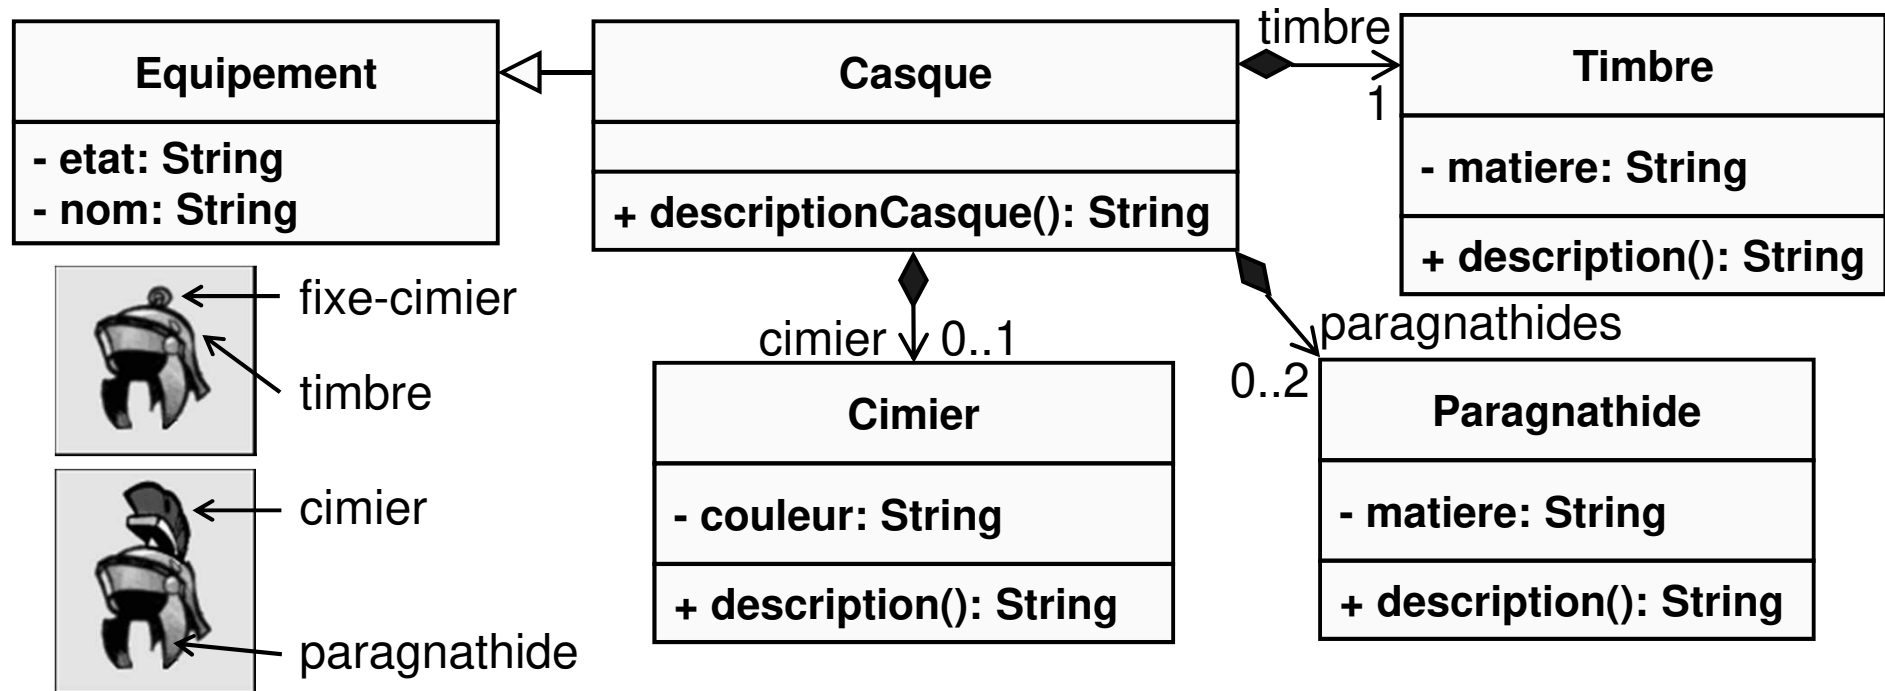 Equipement
- etat: String
- nom: String
Casque
+ descriptionCasque(): String
timbre
1
Timbre
- matiere: String
+ description(): String
cimier
0..1
Cimier
- couleur: String
+ description(): String
paragnathides
0..2
Paragnathide
- matiere: String
+ description(): String
fixe-cimier
timbre
cimier
paragnathide